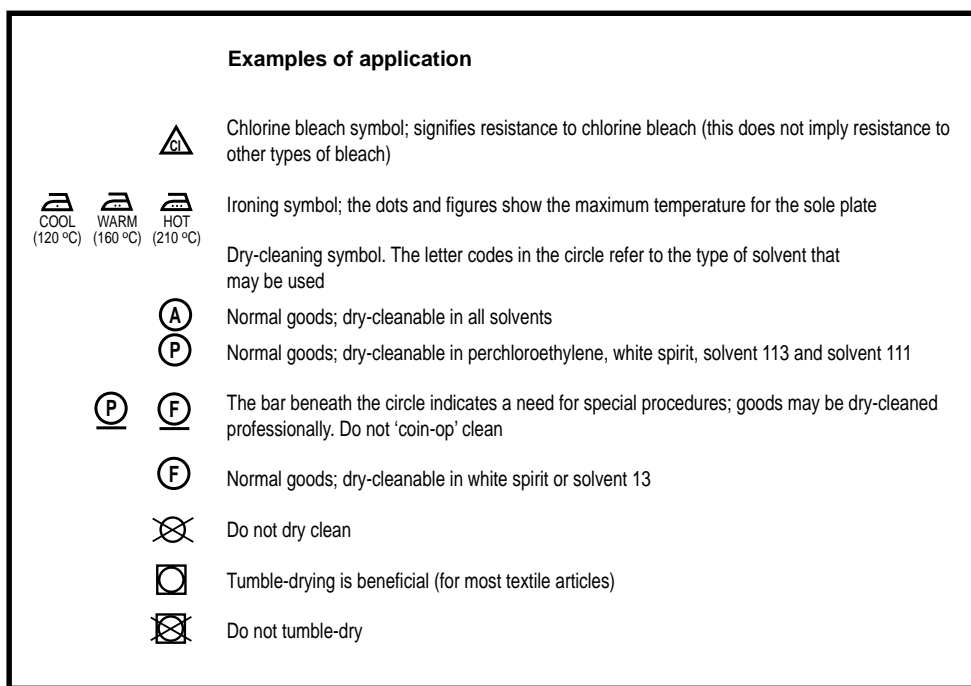 Examples of application
Cl
Chlorine bleach symbol; signifies resistance to chlorine bleach (this does not imply resistance to
other types of bleach)
COOL WARM HOT
(120 ºC) (160 ºC) (210 ºC)
Ironing symbol; the dots and figures show the maximum temperature for the sole plate
Dry-cleaning symbol. The letter codes in the circle refer to the type of solvent that
may be used
A
Normal goods; dry-cleanable in all solvents
P
Normal goods; dry-cleanable in perchloroethylene, white spirit, solvent 113 and solvent 111
P F
The bar beneath the circle indicates a need for special procedures; goods may be dry-cleaned
professionally. Do not ‘coin-op’ clean
F
Normal goods; dry-cleanable in white spirit or solvent 13
Do not dry clean
Tumble-drying is beneficial (for most textile articles)
Do not tumble-dry